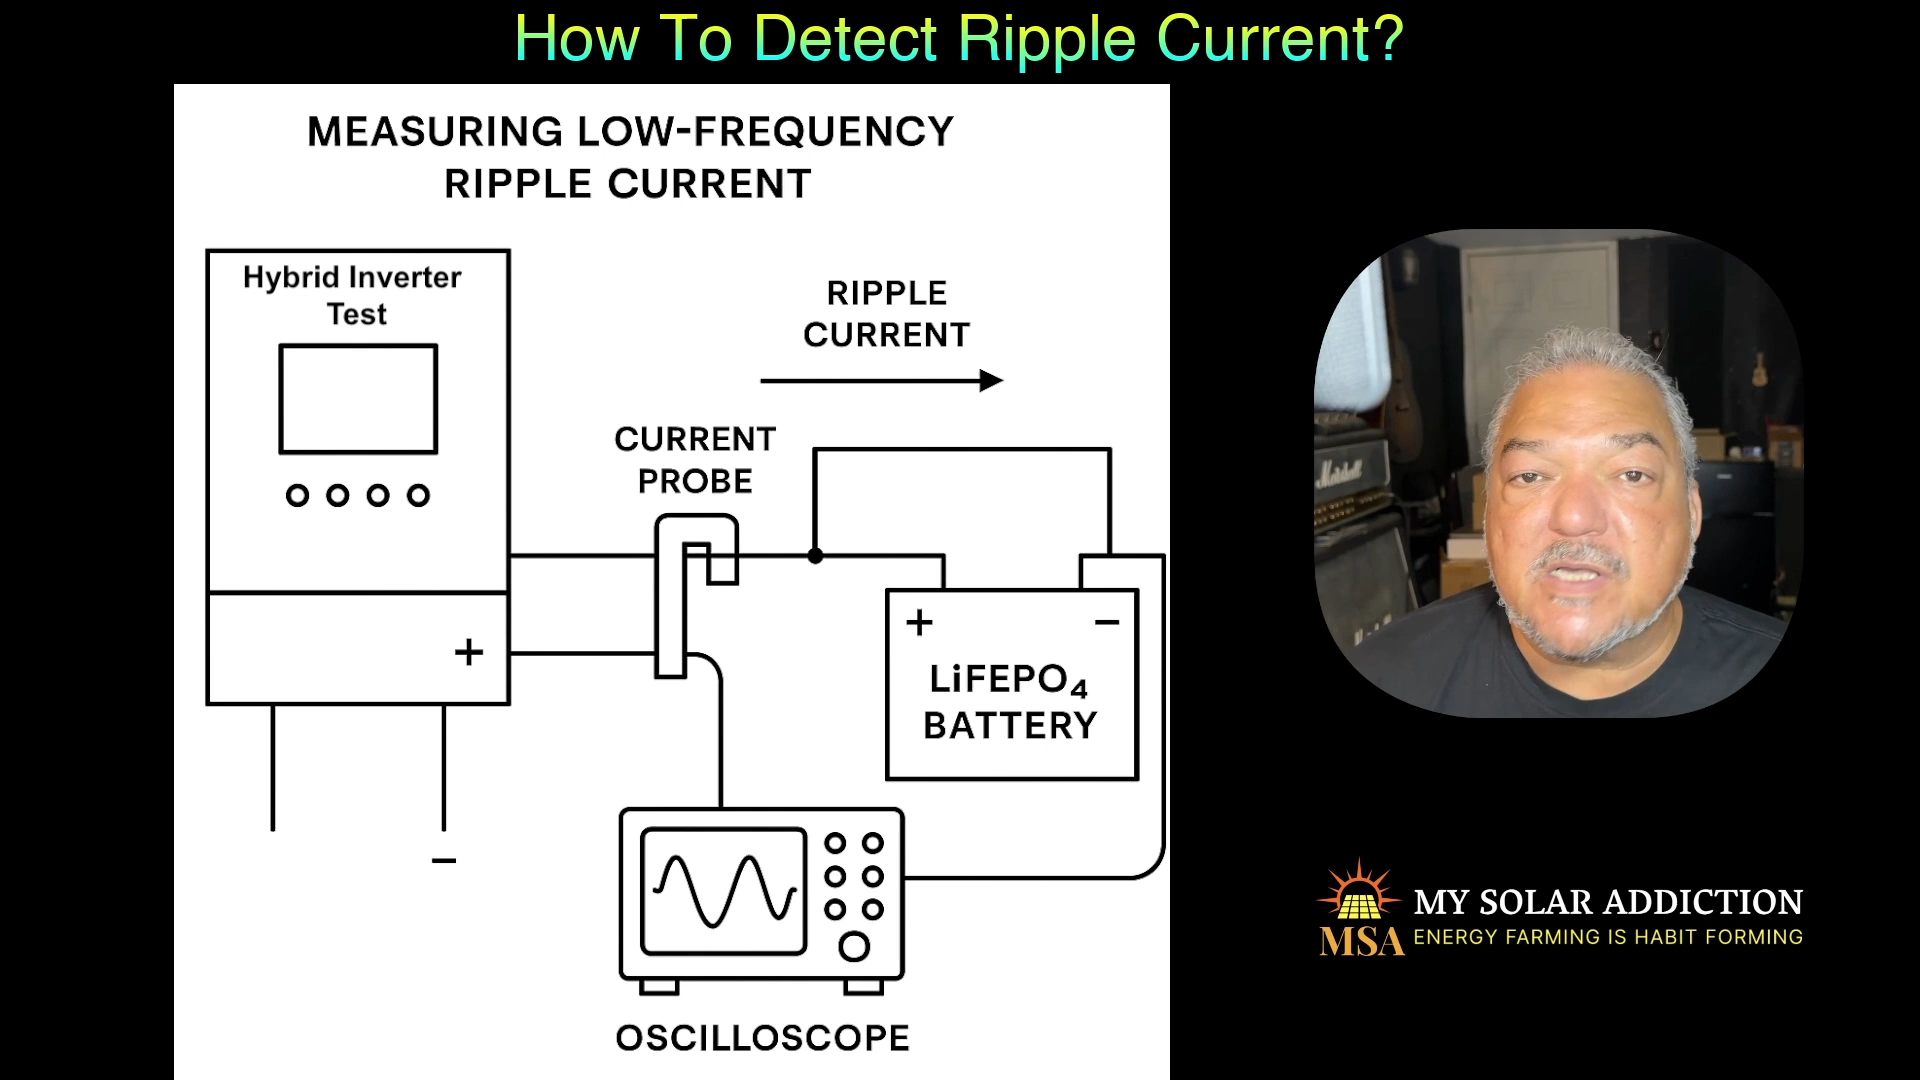 How To Detect Ripple Current?
MEASURING LOW-FREQUENCY
RIPPLE CURRENT
Hybrid Inverter
Test
RIPPLE
CURRENT
CURRENT
PROBE
+
+ −
LiFEPO₄
BATTERY
−
OSCILLOSCOPE
Marshall
MY SOLAR ADDICTION
MSA
ENERGY FARMING IS HABIT FORMING